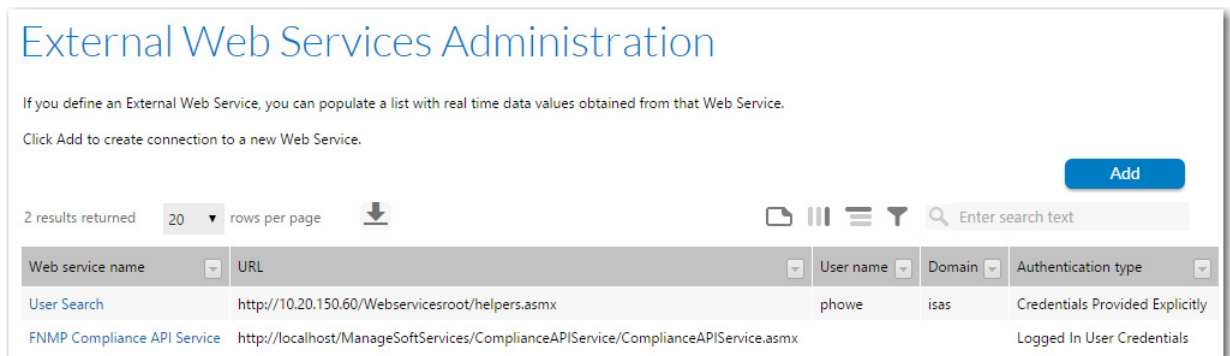 External Web Services Administration
If you define an External Web Service, you can populate a list with real time data values obtained from that Web Service.
Click Add to create connection to a new Web Service.
Add
2 results returned 20 rows per page Enter search text
Web service name URL User name Domain Authentication type
User Search http://10.20.150.60/Webservicesroot/helpers.asmx phowe isas Credentials Provided Explicitly
FNMP Compliance API Service http://localhost/ManageSoftServices/ComplianceAPIService/ComplianceAPIService.asmx Logged In User Credentials